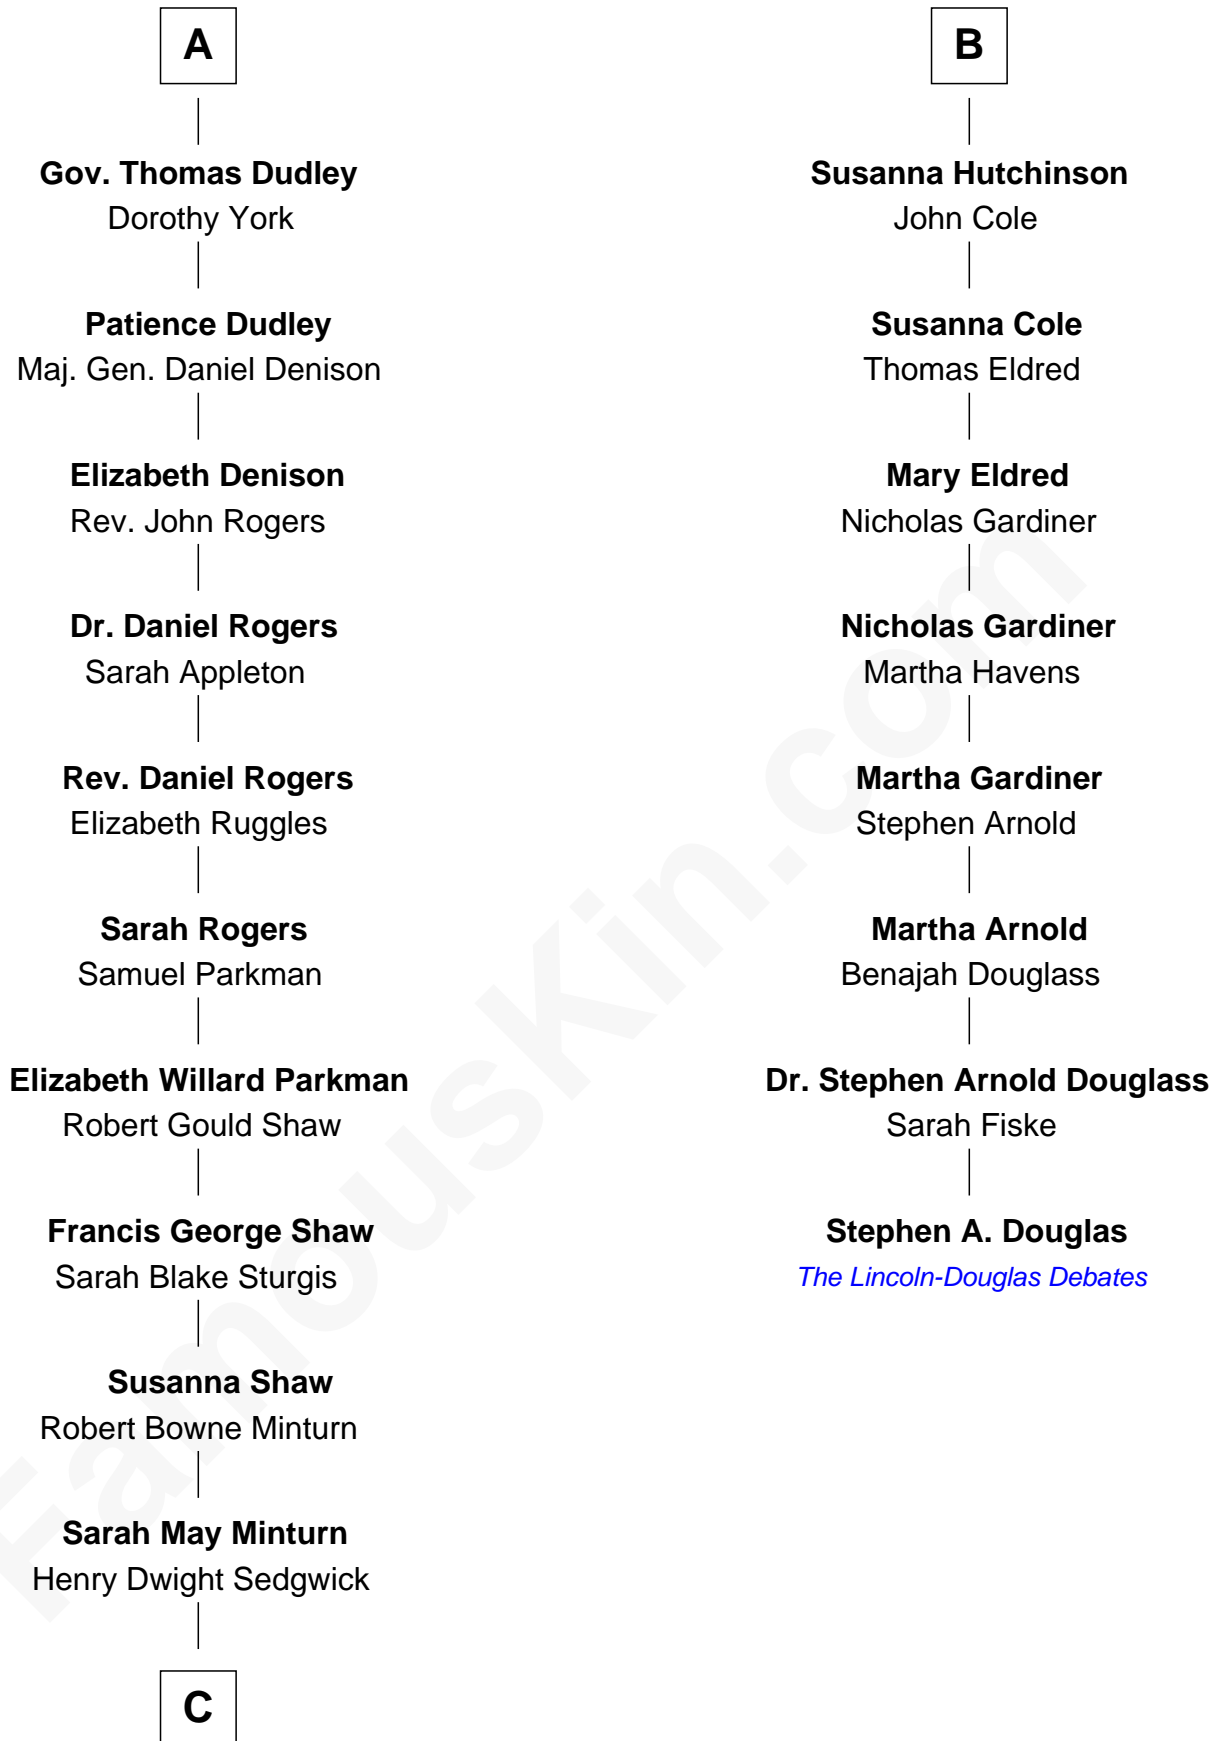 A
Gov. Thomas Dudley
Dorothy York
Patience Dudley
Maj. Gen. Daniel Denison
Elizabeth Denison
Rev. John Rogers
Dr. Daniel Rogers
Sarah Appleton
Rev. Daniel Rogers
Elizabeth Ruggles
Sarah Rogers
Samuel Parkman
Elizabeth Willard Parkman
Robert Gould Shaw
Francis George Shaw
Sarah Blake Sturgis
Susanna Shaw
Robert Bowne Minturn
Sarah May Minturn
Henry Dwight Sedgwick
C
B
Susanna Hutchinson
John Cole
Susanna Cole
Thomas Eldred
Mary Eldred
Nicholas Gardiner
Nicholas Gardiner
Martha Havens
Martha Gardiner
Stephen Arnold
Martha Arnold
Benajah Douglass
Dr. Stephen Arnold Douglass
Sarah Fiske
Stephen A. Douglas
The Lincoln-Douglas Debates
FamousKin.com